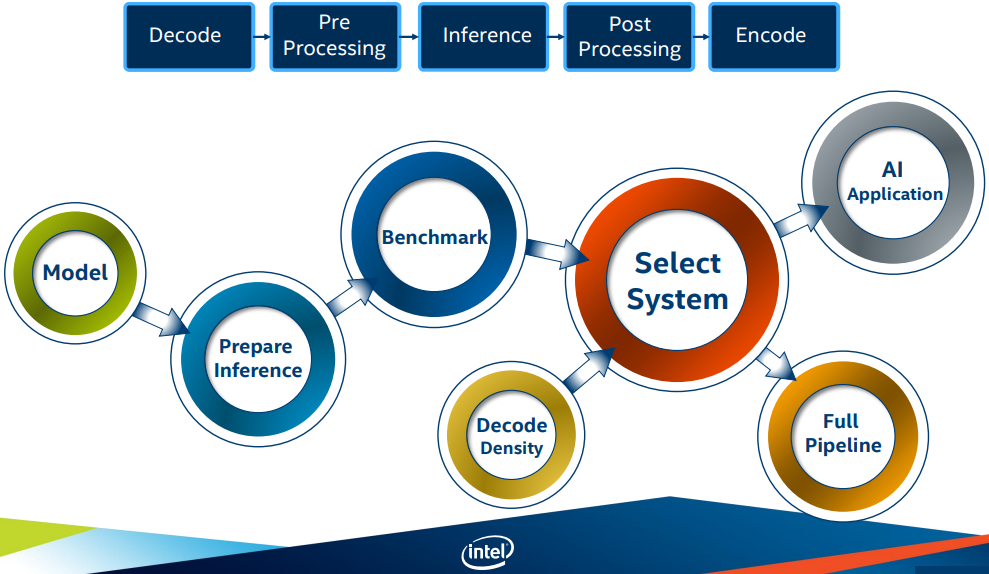 Decode
Pre
Processing
Inference
Post
Processing
Encode
AI
Application
Model
Benchmark
Select
System
Prepare
Inference
Decode
Density
Full
Pipeline
intel